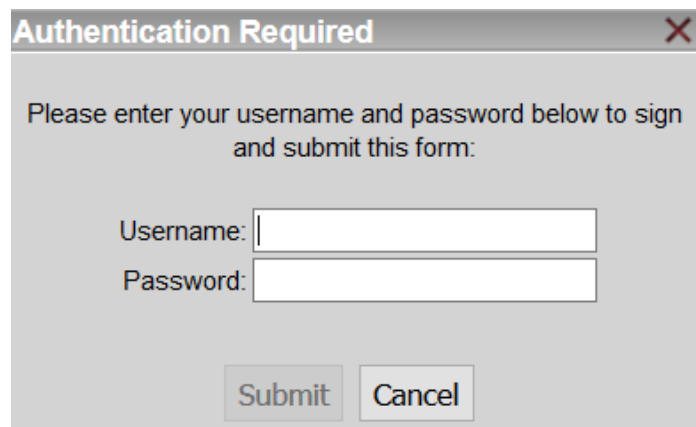 Authentication Required
Please enter your username and password below to sign
and submit this form:
Username:
Password:
Submit Cancel